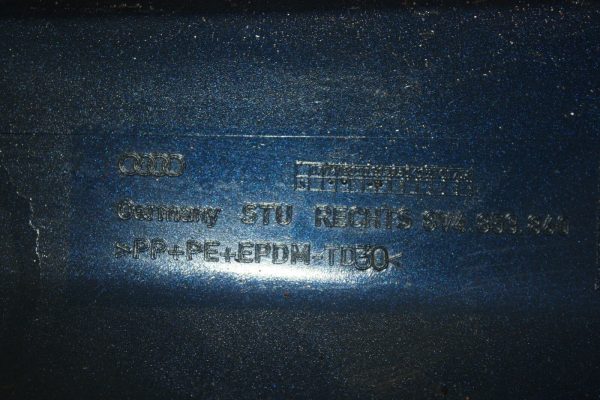 Germany STU RECHTS
>PP+PE+EPDM-TD30<